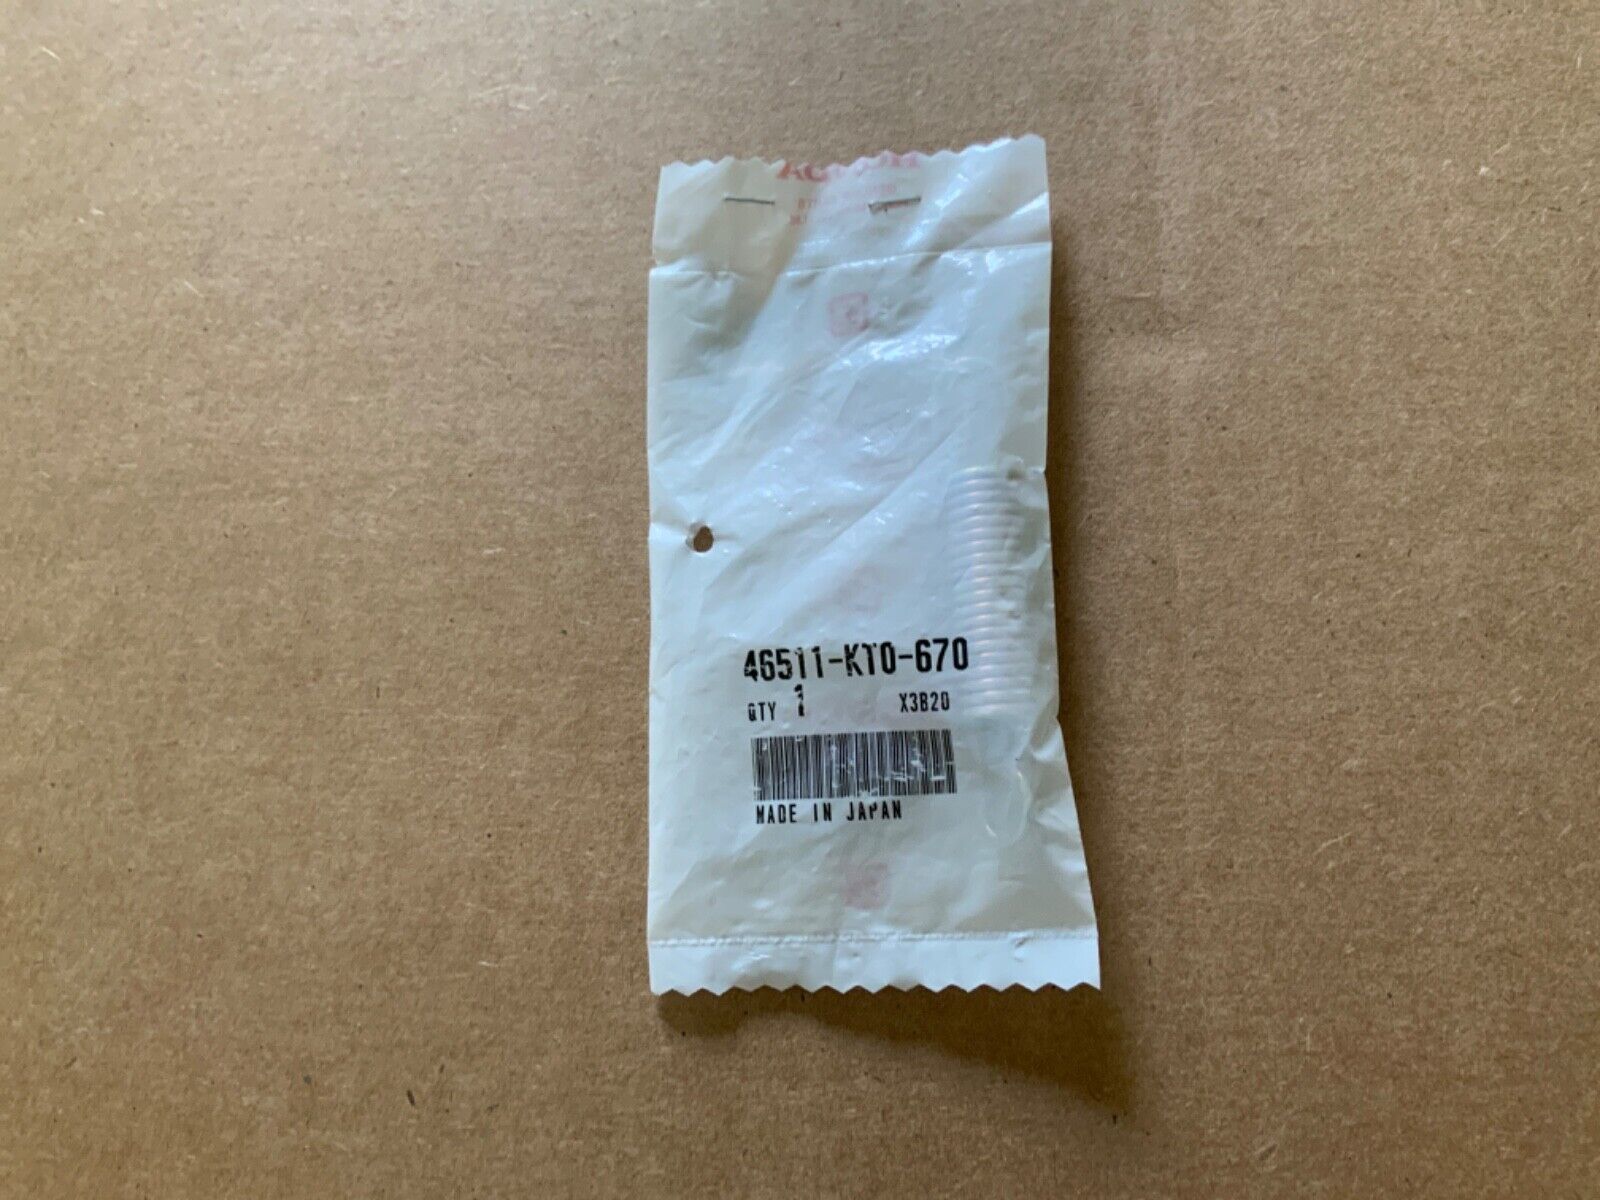 46511-KT0-670
QTY 1 X3B20
MADE IN JAPAN